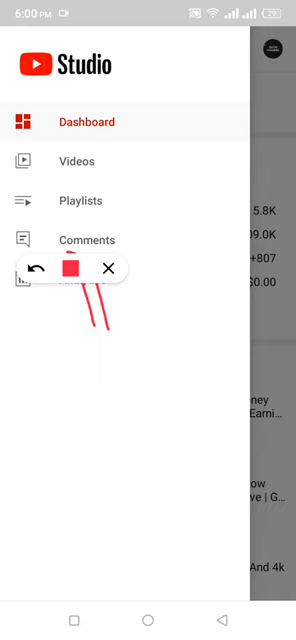 6:00 PM
29
Studio
Dashboard
5.8K
Videos
09.0K
Playlists
+807
Comments
$0.00
ney
Earni...
ow
ve | G...
And 4k